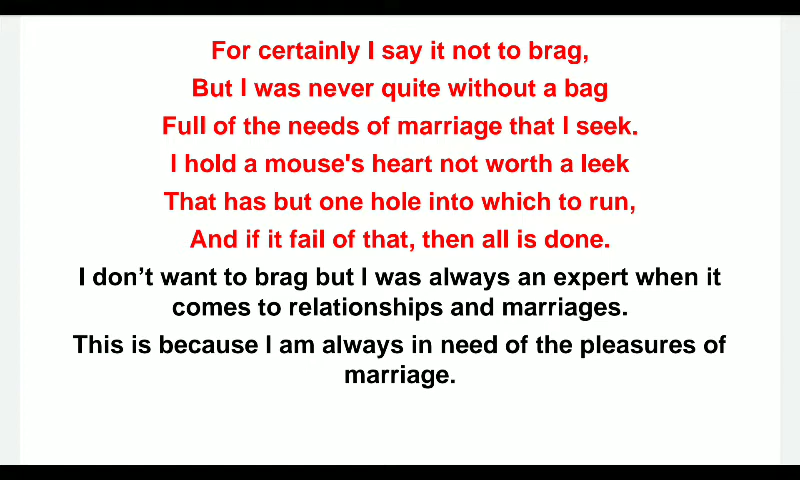 For certainly I say it not to brag,
But I was never quite without a bag
Full of the needs of marriage that I seek.
I hold a mouse's heart not worth a leek
That has but one hole into which to run,
And if it fail of that, then all is done.
I don’t want to brag but I was always an expert when it
comes to relationships and marriages.
This is because I am always in need of the pleasures of
marriage.